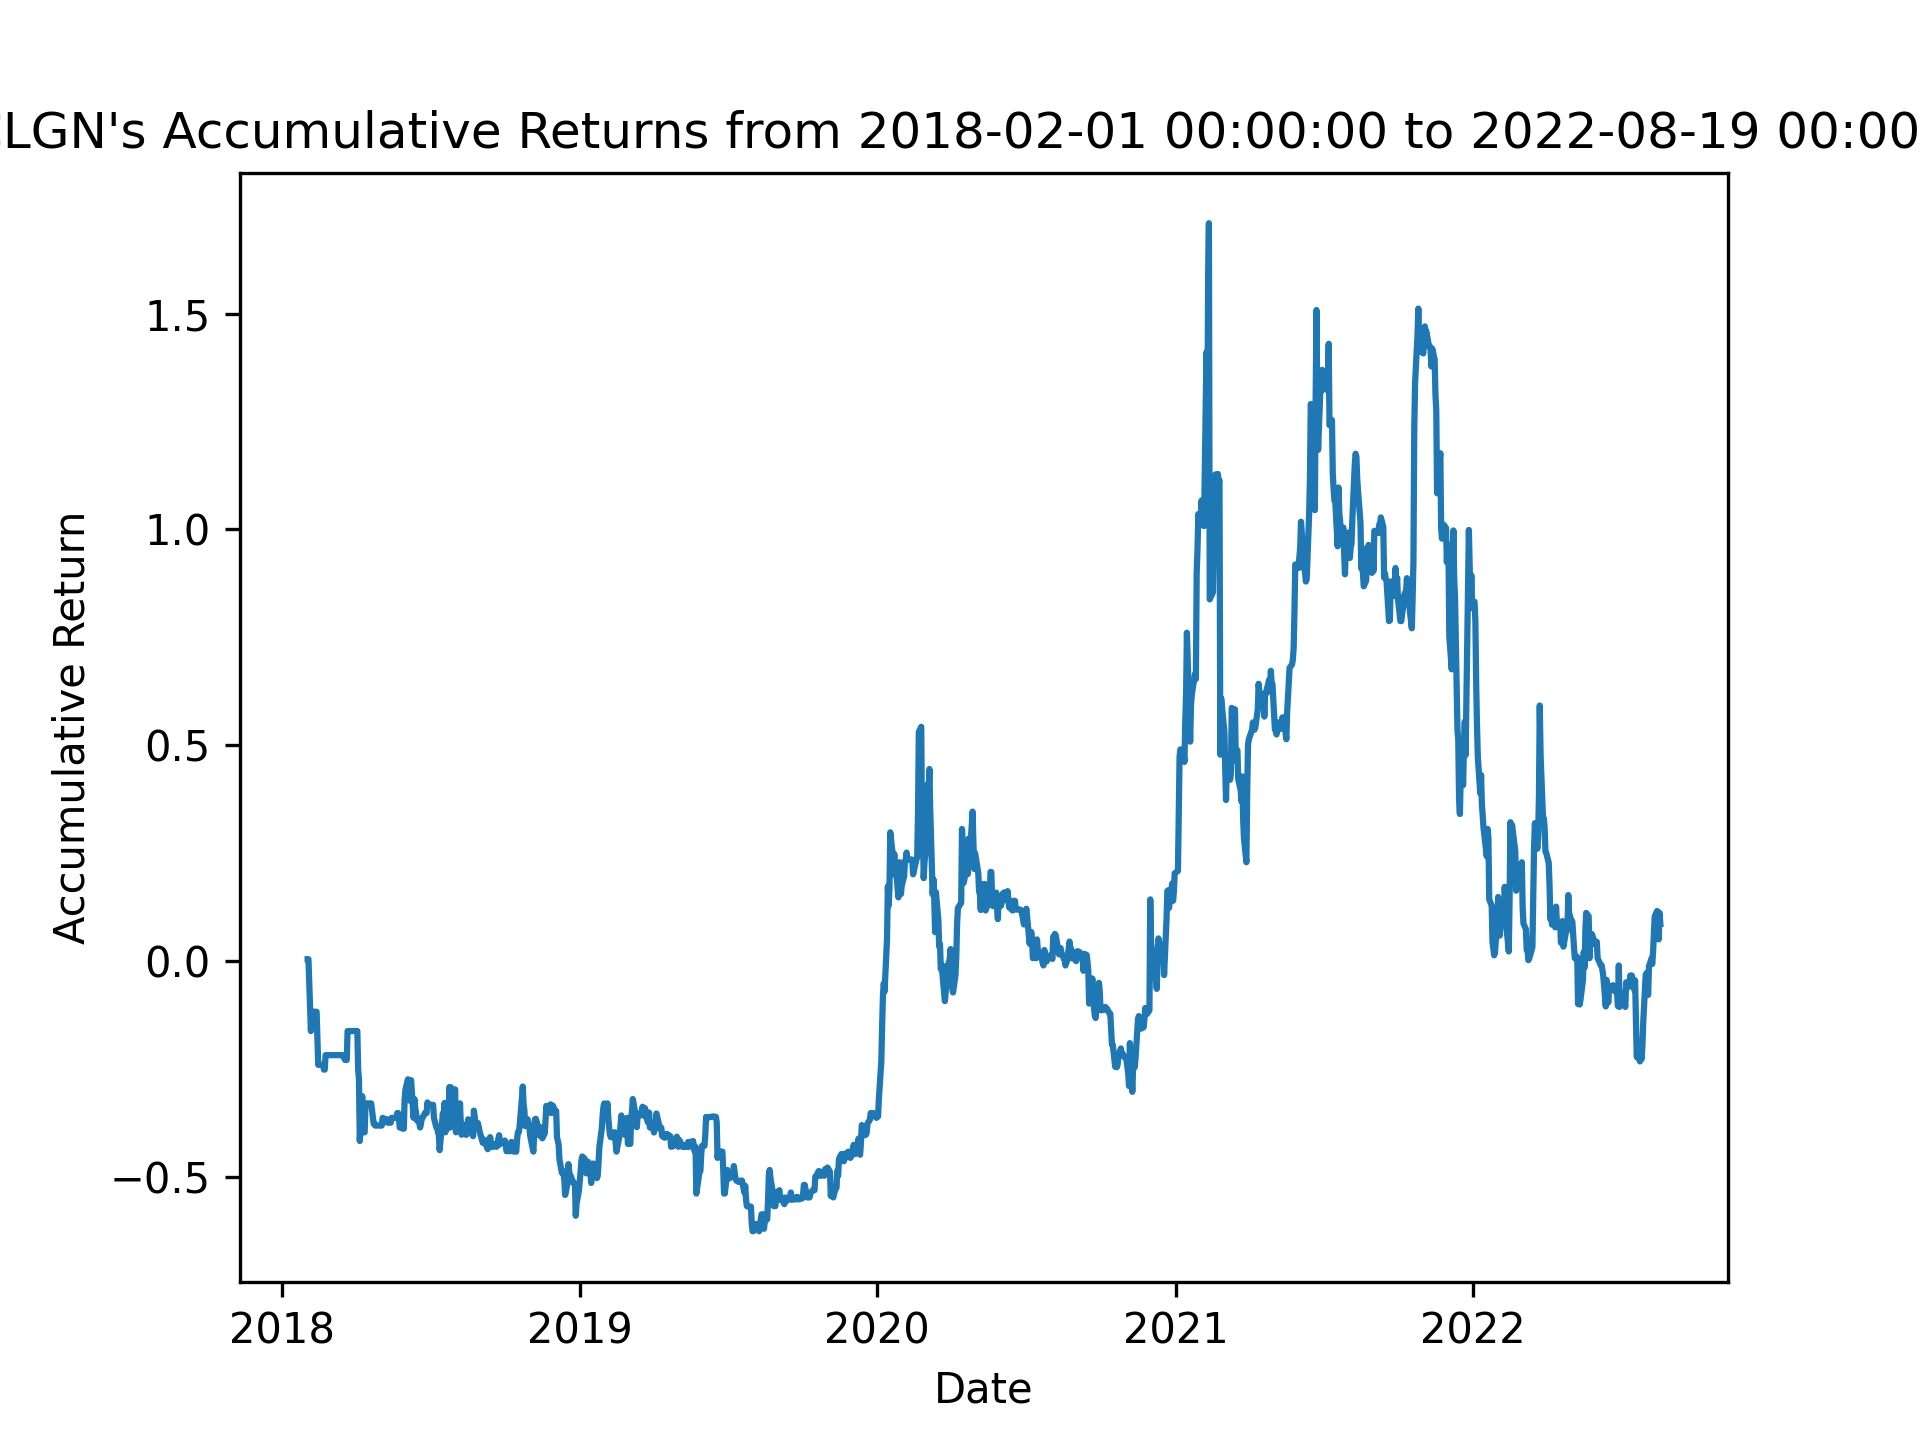 LGN's Accumulative Returns from 2018-02-01 00:00:00 to 2022-08-19 00:00
Accumulative Return
1.5
1.0
0.5
0.0
−0.5
2018 2019 2020 2021 2022
Date